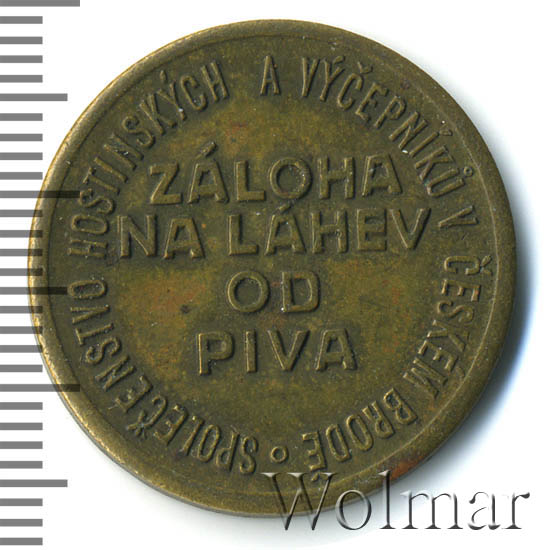 SPOLEČENSTVO HOSTINSKÝCH A VÝČEPNÍKŮ V ČESKÉM BRODĚ
ZÁLOHA
NA LÁHEV
OD
PIVA
Wolmar